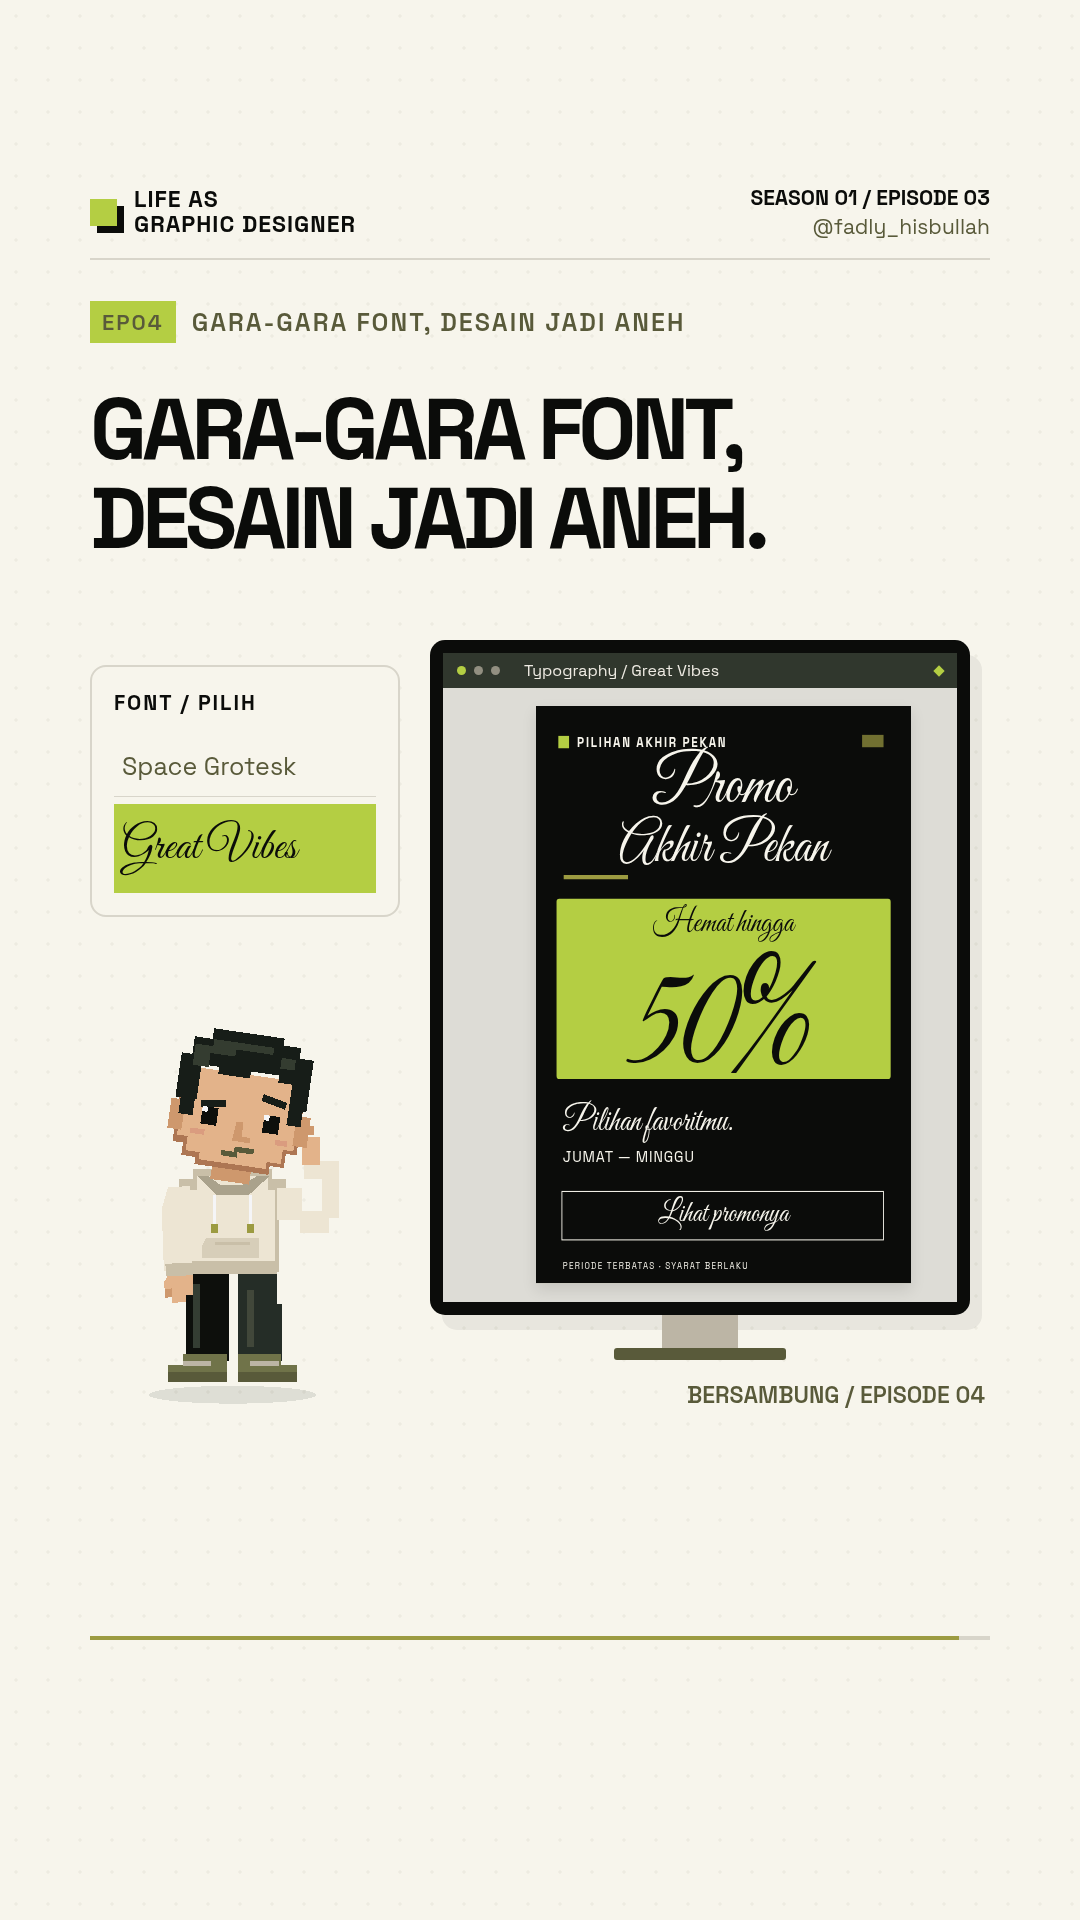 LIFE AS
GRAPHIC DESIGNER
SEASON 01 / EPISODE 03
@fadly_hisbullah
EP04 GARA-GARA FONT, DESAIN JADI ANEH
GARA-GARA FONT,
DESAIN JADI ANEH.
FONT / PILIH
Space Grotesk
Great Vibes
Typography / Great Vibes
PILIHAN AKHIR PEKAN
Promo
Akhir Pekan
Hemat hingga
50%
Pilihan favoritmu.
JUMAT — MINGGU
Lihat promonya
PERIODE TERBATAS · SYARAT BERLAKU
BERSAMBUNG / EPISODE 04